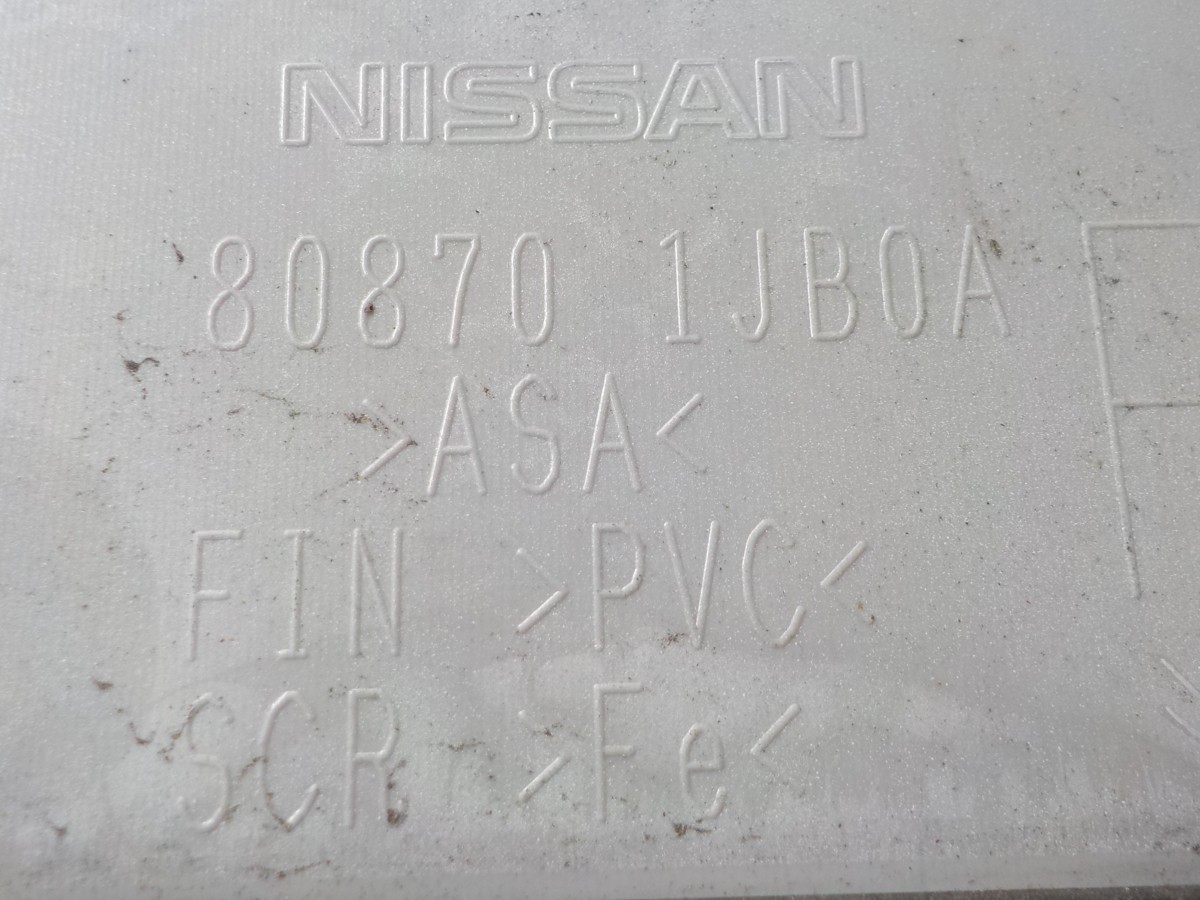 NISSAN
80870 1JB0A
>ASA<
FIN >PVC<
SCR >Fe<